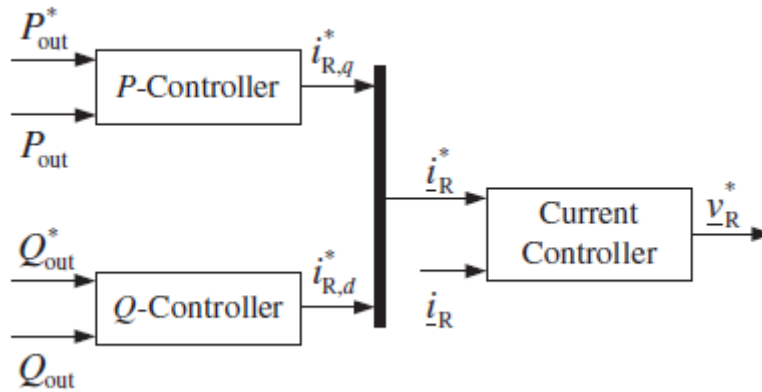 P*out
P-Controller
i*R,q
Pout
i*R
Current
Controller
v*R
Q*out
Q-Controller
i*R,d
iR
Qout